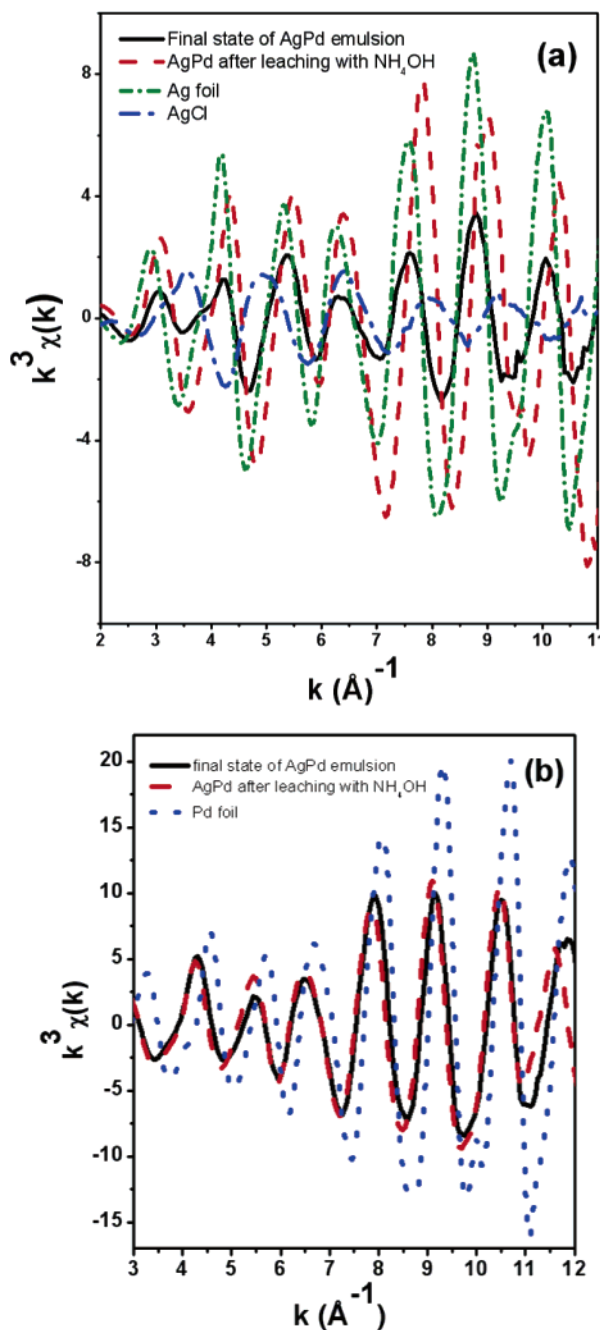 (a)
Final state of AgPd emulsion
AgPd after leaching with NH₄OH
Ag foil
AgCl
k³ χ(k)
8
4
0
-4
-8
2 3 4 5 6 7 8 9 10 11
k (Å)⁻¹
(b)
final state of AgPd emulsion
AgPd after leaching with NH₄OH
Pd foil
k³ χ(k)
20
15
10
5
0
-5
-10
-15
3 4 5 6 7 8 9 10 11 12
k (Å⁻¹)